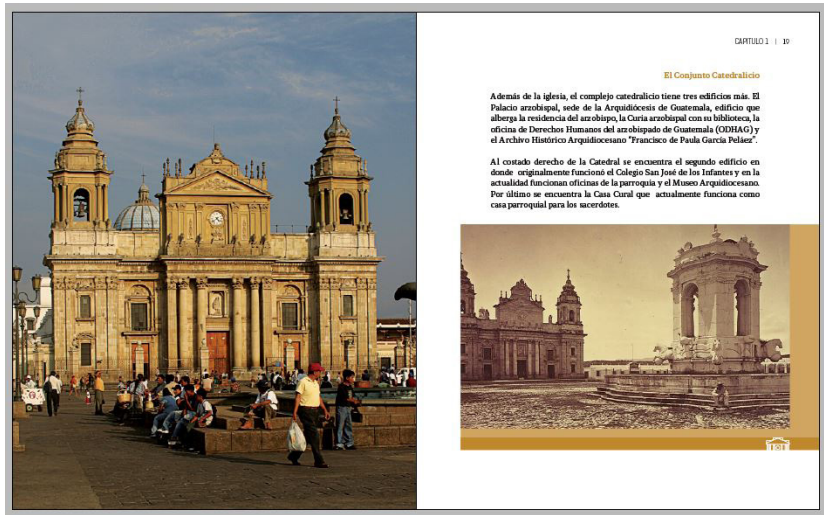 CAPITULO 1 | 19
El Conjunto Catedralicio
Además de la iglesia, el complejo catedralicio tiene tres edificios más. El
Palacio arzobispal, sede de la Arquidiócesis de Guatemala, edificio que
alberga la residencia del arzobispo, la Curia arzobispal con su biblioteca, la
oficina de Derechos Humanos del arzobispado de Guatemala (ODHAG) y
el Archivo Histórico Arquidiocesano "Francisco de Paula García Peláez".
Al costado derecho de la Catedral se encuentra el segundo edificio en
donde originalmente funcionó el Colegio San José de los Infantes y en la
actualidad funcionan oficinas de la parroquia y el Museo Arquidiocesano.
Por último se encuentra la Casa Cural que actualmente funciona como
casa parroquial para los sacerdotes.